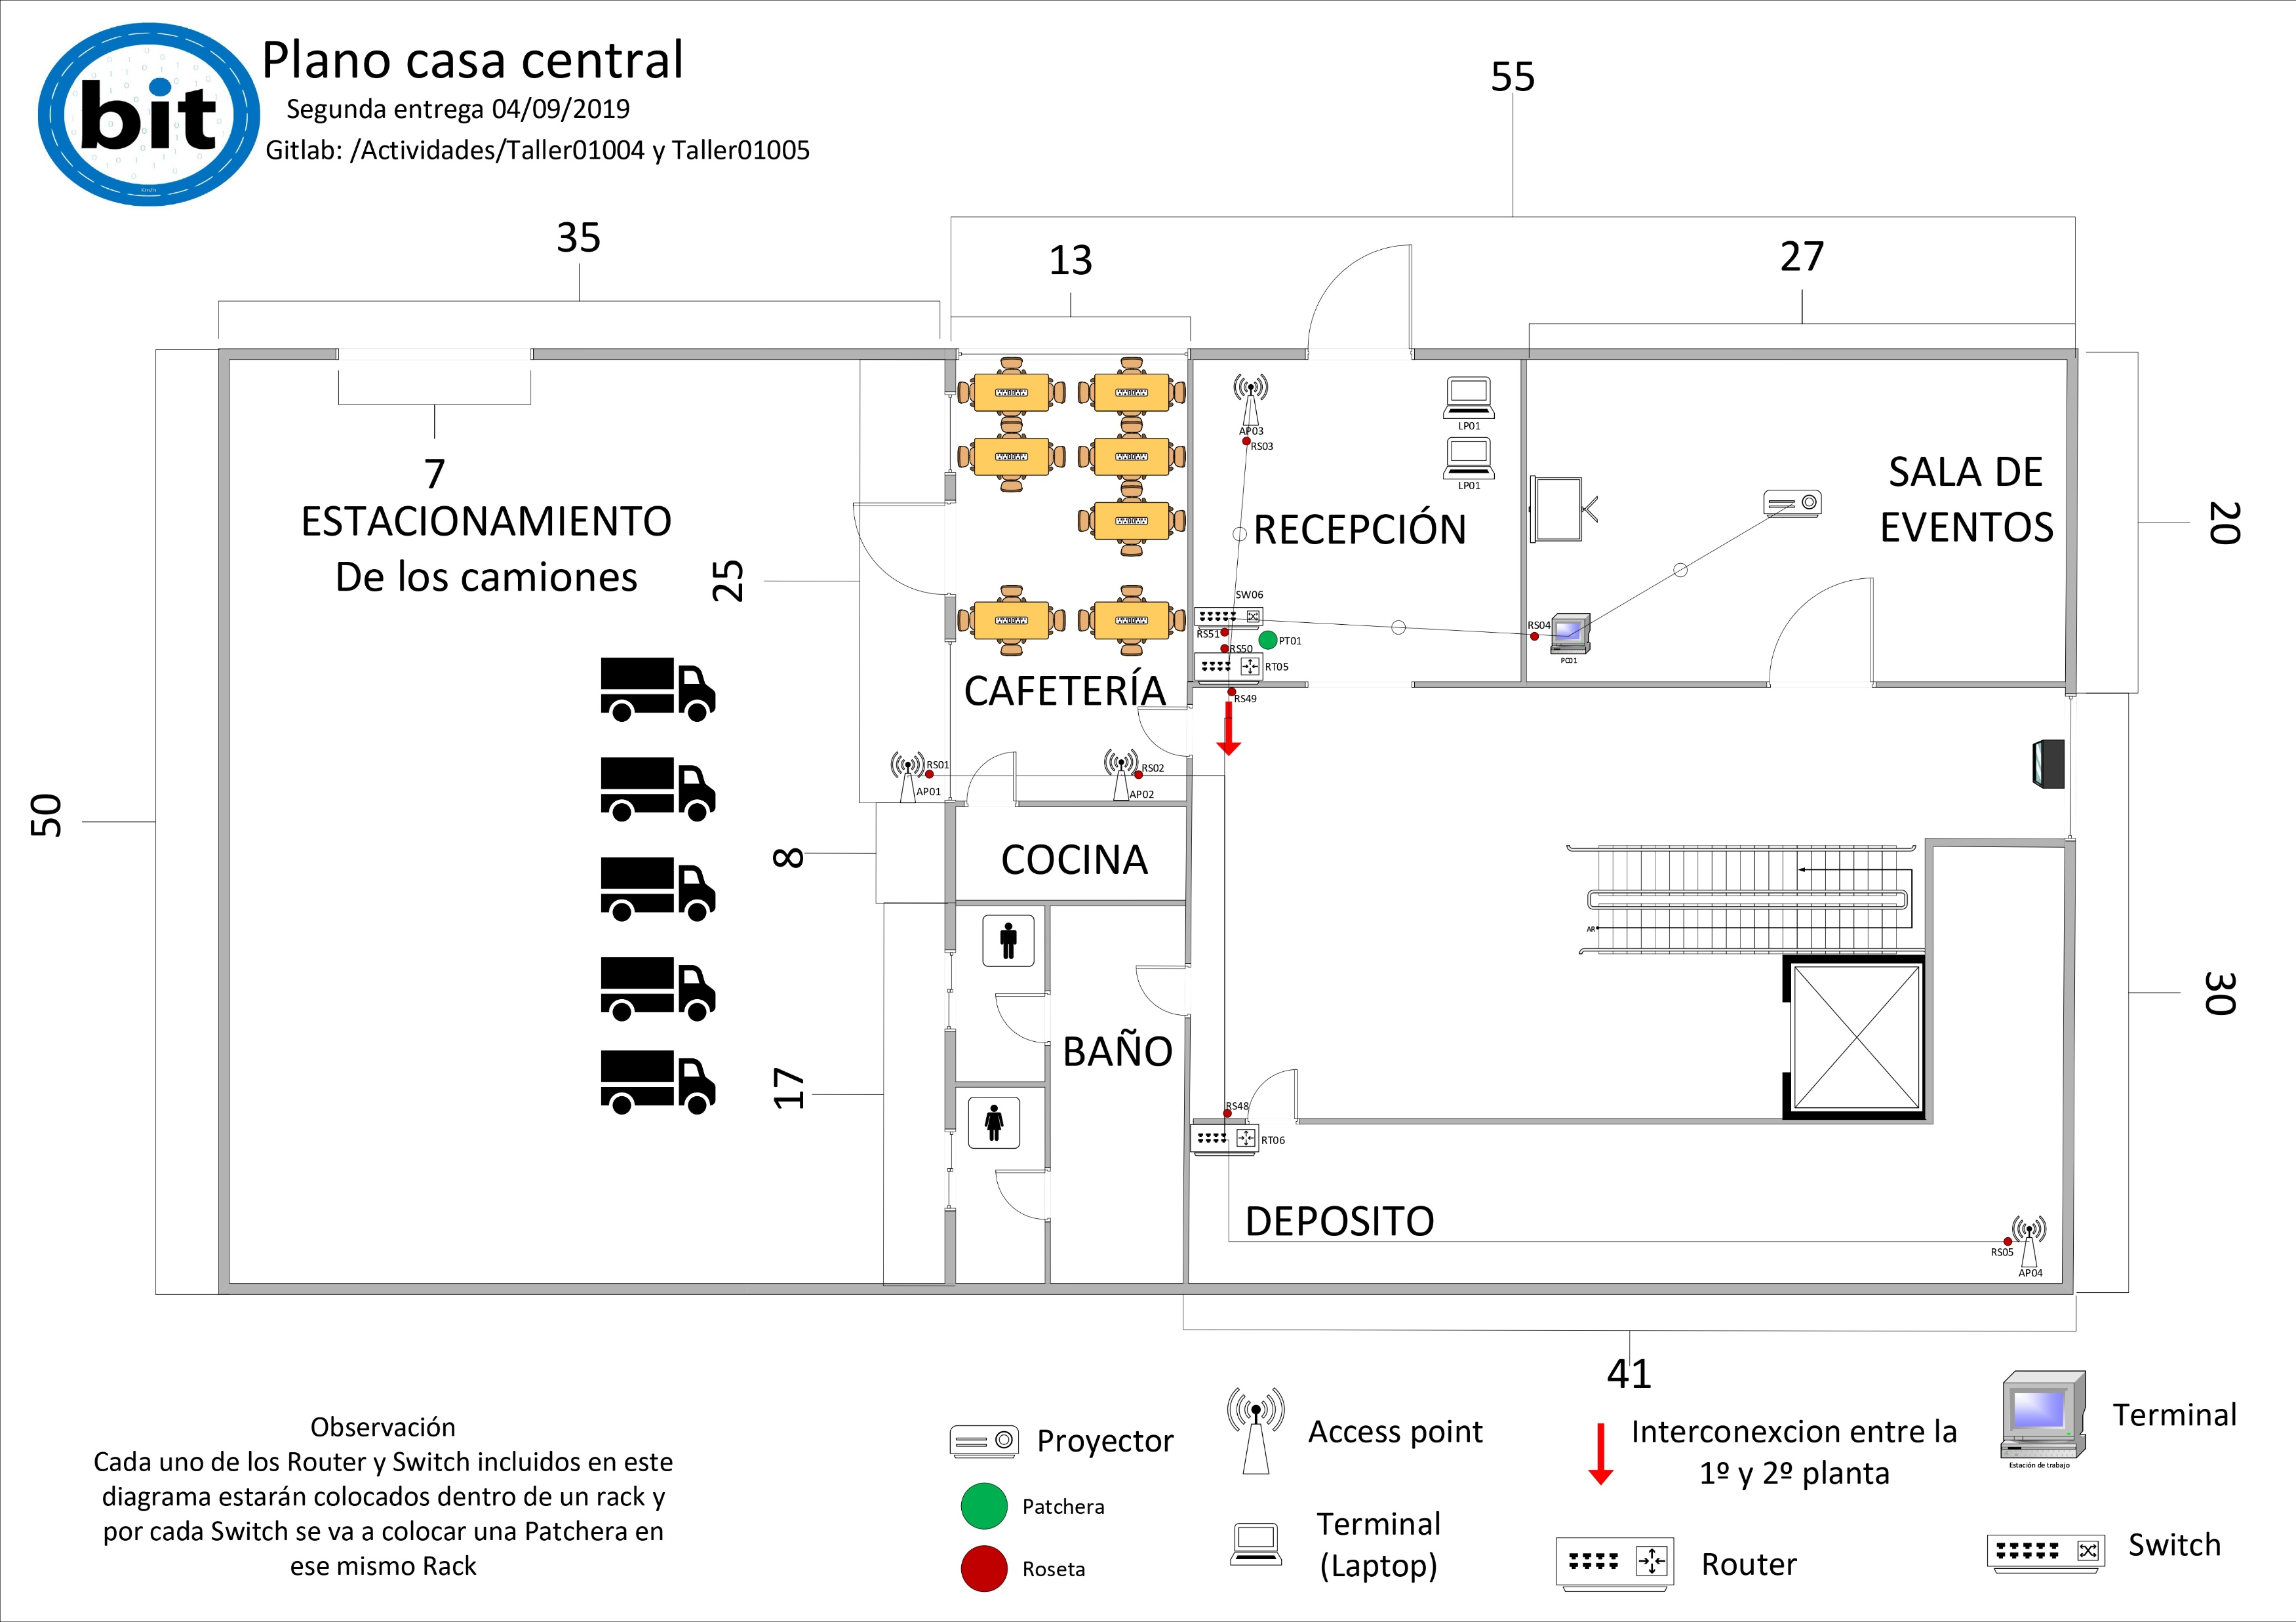 bit
Plano casa central
Segunda entrega 04/09/2019
Gitlab: /Actividades/Taller01004 y Taller01005
55
35
13
27
7
ESTACIONAMIENTO
De los camiones
25
50
8
17
CAFETERÍA
COCINA
BAÑO
RS01
AP01
RS02
AP02
AP03
RS03
LP01
LP01
RECEPCIÓN
SW06
RS51
PT01
RS50
RT05
RS49
SALA DE
EVENTOS
RS04
PC01
20
30
AR
RS48
RT06
DEPOSITO
RS05
AP04
41
Observación
Cada uno de los Router y Switch incluidos en este
diagrama estarán colocados dentro de un rack y
por cada Switch se va a colocar una Patchera en
ese mismo Rack
Proyector
Patchera
Roseta
Access point
Terminal
(Laptop)
Interconexcion entre la
1º y 2º planta
Router
Estación de trabajo
Terminal
Switch